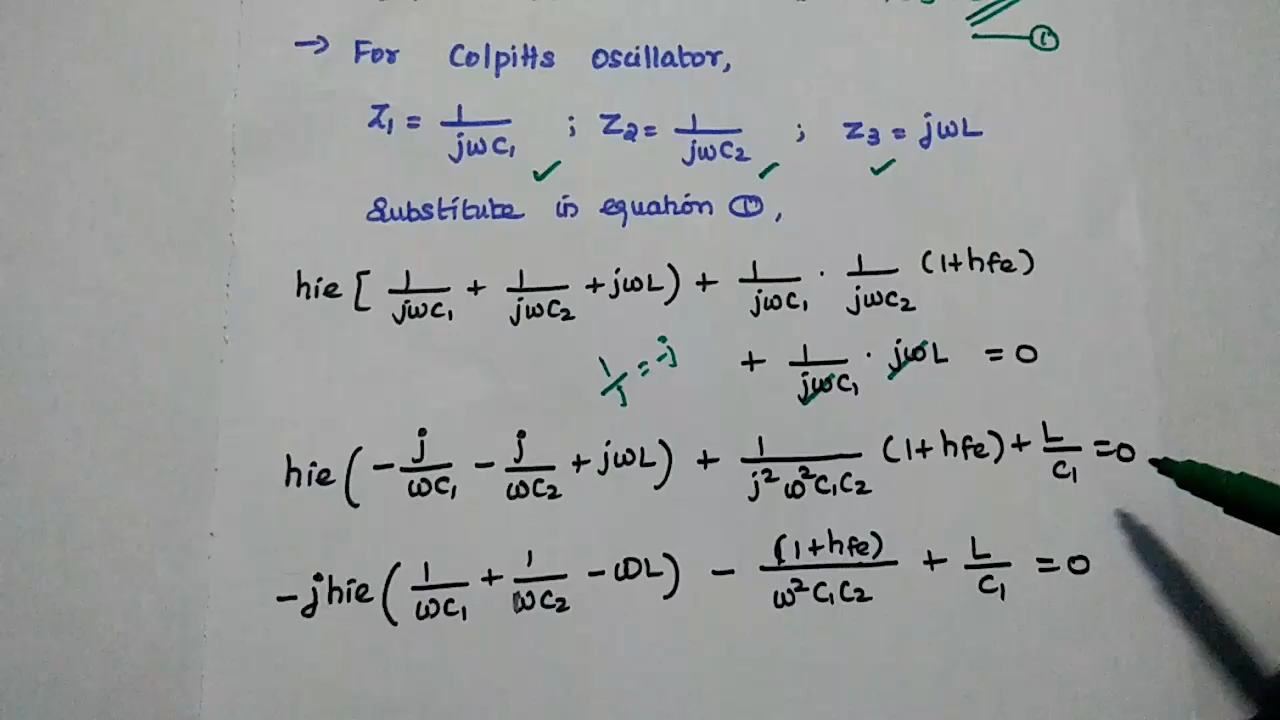 ①
→ For Colpitts Oscillator,
Z₁ = 1/jωC₁ ; Z₂ = 1/jωC₂ ; Z₃ = jωL
Substitute in equation ①,
hie [ 1/jωC₁ + 1/jωC₂ + jωL ) + 1/jωC₁ · 1/jωC₂ (1+hfe)
1/j = -j + 1/jωC₁ · jωL = 0
hie ( - j/ωC₁ - j/ωC₂ + jωL ) + 1/j²ω²C₁C₂ (1+hfe) + L/C₁ = 0
-jhie ( 1/ωC₁ + 1/ωC₂ - ωL ) - (1+hfe)/ω²C₁C₂ + L/C₁ = 0